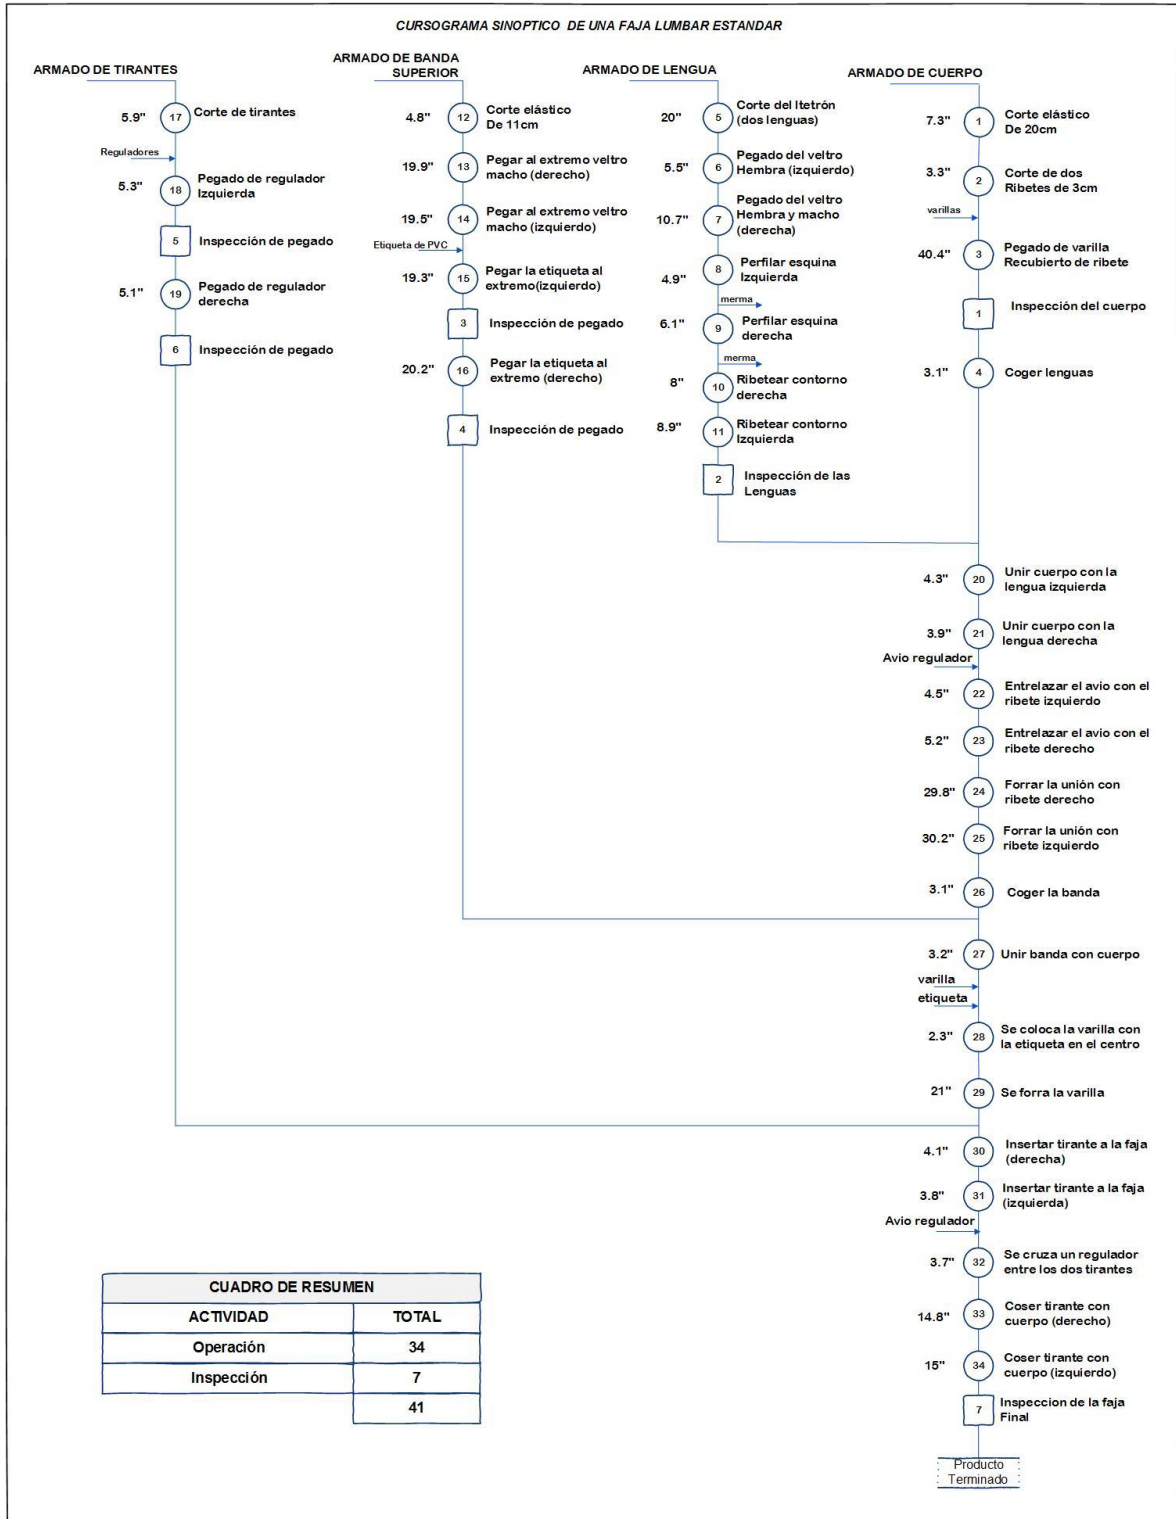 CURSOGRAMA SINOPTICO DE UNA FAJA LUMBAR ESTANDAR
ARMADO DE TIRANTES
5.9" 17 Corte de tirantes
Reguladores
5.3" 18 Pegado de regulador
Izquierda
5 Inspección de pegado
5.1" 19 Pegado de regulador
derecha
6 Inspección de pegado
ARMADO DE BANDA
SUPERIOR
4.8" 12 Corte elástico
De 11cm
19.9" 13 Pegar al extremo veltro
macho (derecho)
19.5" 14 Pegar al extremo veltro
macho (izquierdo)
Etiqueta de PVC
19.3" 15 Pegar la etiqueta al
extremo(izquierdo)
3 Inspección de pegado
20.2" 16 Pegar la etiqueta al
extremo (derecho)
4 Inspección de pegado
ARMADO DE LENGUA
20" 5 Corte del ltetrón
(dos lenguas)
5.5" 6 Pegado del veltro
Hembra (izquierdo)
10.7" 7 Pegado del veltro
Hembra y macho
(derecha)
4.9" 8 Perfilar esquina
Izquierda
merma
6.1" 9 Perfilar esquina
derecha
merma
8" 10 Ribetear contorno
derecha
8.9" 11 Ribetear contorno
Izquierda
2 Inspección de las
Lenguas
ARMADO DE CUERPO
7.3" 1 Corte elástico
De 20cm
3.3" 2 Corte de dos
Ribetes de 3cm
varillas
40.4" 3 Pegado de varilla
Recubierto de ribete
1 Inspección del cuerpo
3.1" 4 Coger lenguas
4.3" 20 Unir cuerpo con la
lengua izquierda
3.9" 21 Unir cuerpo con la
lengua derecha
Avio regulador
4.5" 22 Entrelazar el avio con el
ribete izquierdo
5.2" 23 Entrelazar el avio con el
ribete derecho
29.8" 24 Forrar la unión con
ribete derecho
30.2" 25 Forrar la unión con
ribete izquierdo
3.1" 26 Coger la banda
3.2" 27 Unir banda con cuerpo
varilla
etiqueta
2.3" 28 Se coloca la varilla con
la etiqueta en el centro
21" 29 Se forra la varilla
4.1" 30 Insertar tirante a la faja
(derecha)
3.8" 31 Insertar tirante a la faja
(izquierda)
Avio regulador
3.7" 32 Se cruza un regulador
entre los dos tirantes
14.8" 33 Coser tirante con
cuerpo (derecho)
15" 34 Coser tirante con
cuerpo (izquierdo)
7 Inspeccion de la faja
Final
Producto
Terminado
CUADRO DE RESUMEN
ACTIVIDAD TOTAL
Operación 34
Inspección 7
41